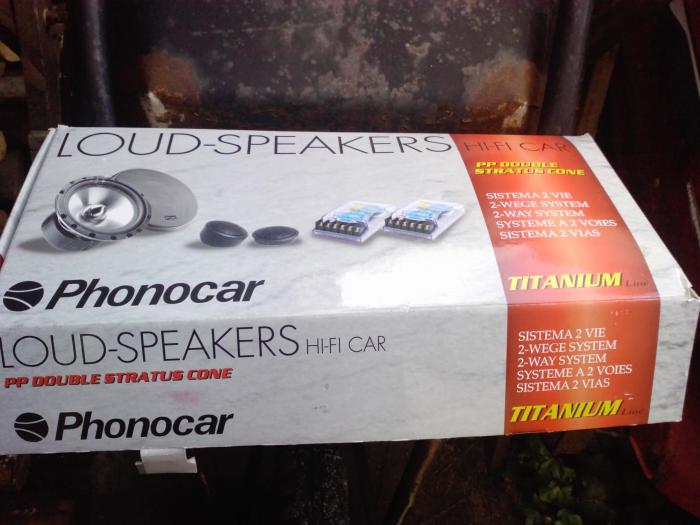 LOUD-SPEAKERS HI-FI CAR
PP DOUBLE
STRATUS CONE
SISTEMA 2 VIE
2-WEGE SYSTEM
2-WAY SYSTEM
SYSTEME A 2 VOIES
SISTEMA 2 VIAS
Phonocar
TITANIUM Line
LOUD-SPEAKERS HI-FI CAR
PP DOUBLE STRATUS CONE
SISTEMA 2 VIE
2-WEGE SYSTEM
2-WAY SYSTEM
SYSTEME A 2 VOIES
SISTEMA 2 VIAS
Phonocar
TITANIUM Line